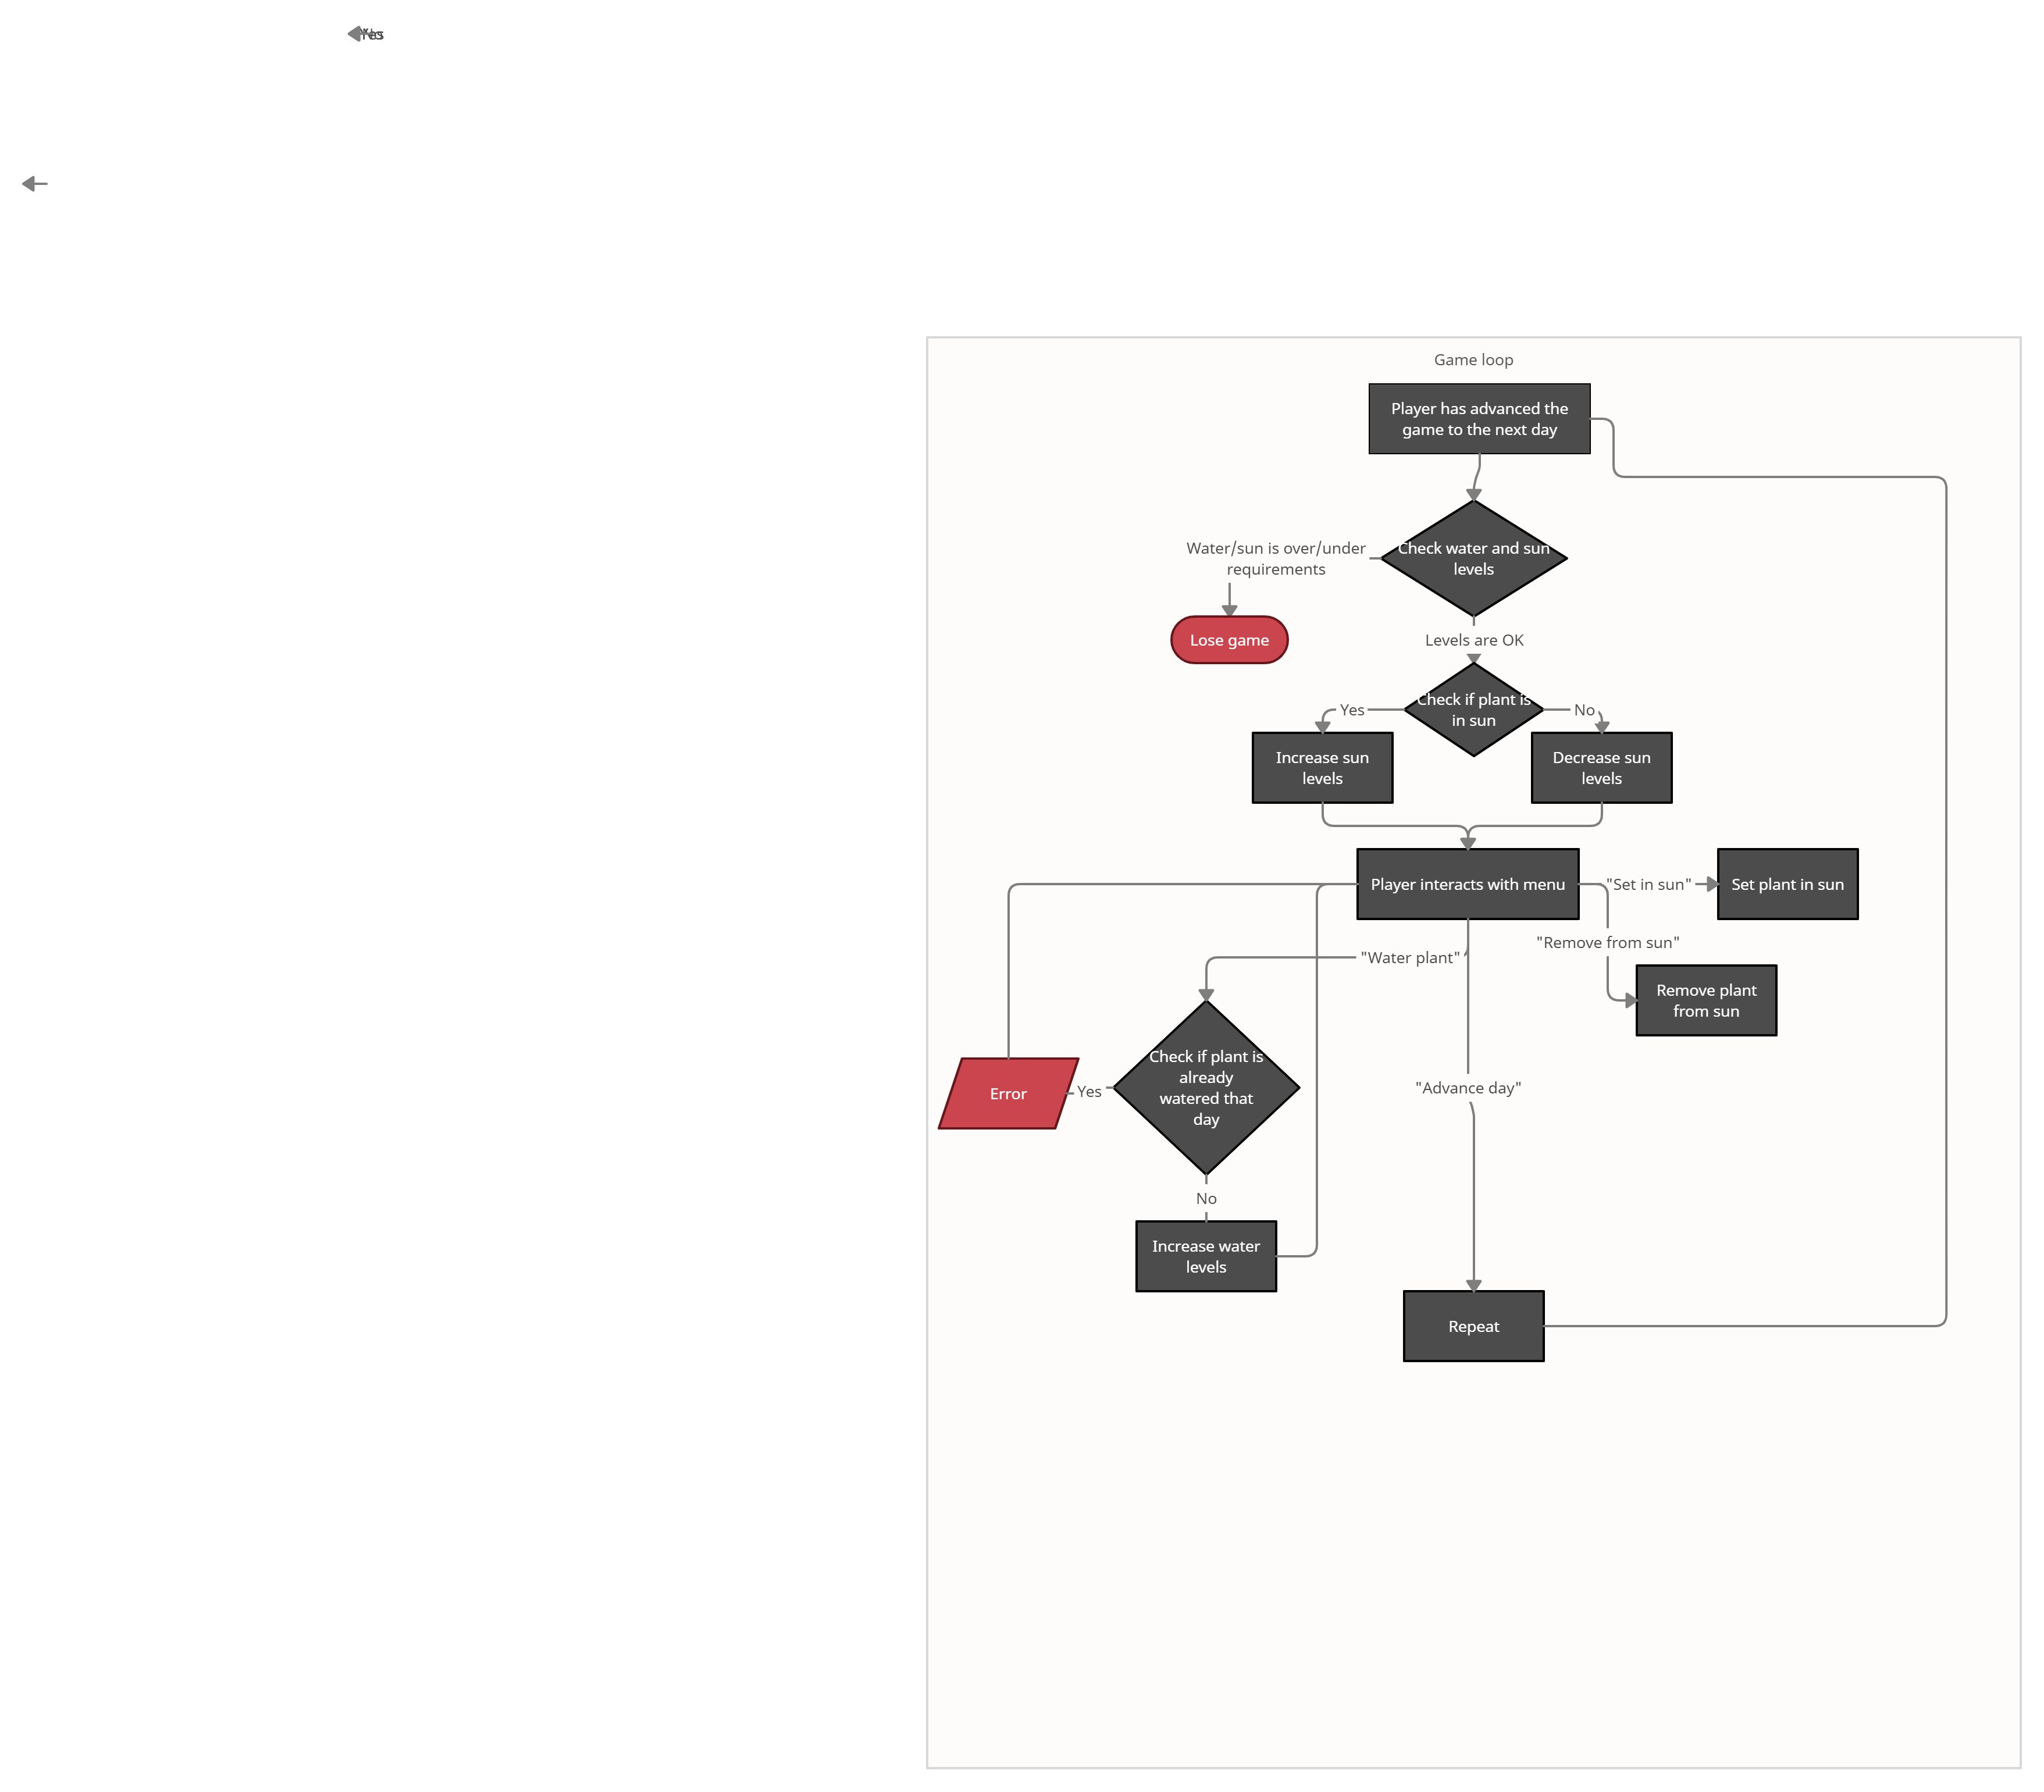 Yes
Game loop
Player has advanced the
game to the next day
Check water and sun
levels
Water/sun is over/under
requirements
Lose game
Levels are OK
Check if plant is
in sun
Yes
No
Increase sun
levels
Decrease sun
levels
Player interacts with menu
"Set in sun"
Set plant in sun
"Remove from sun"
"Water plant"
Remove plant
from sun
Check if plant is
already
watered that
day
"Advance day"
Yes
Error
No
Increase water
levels
Repeat